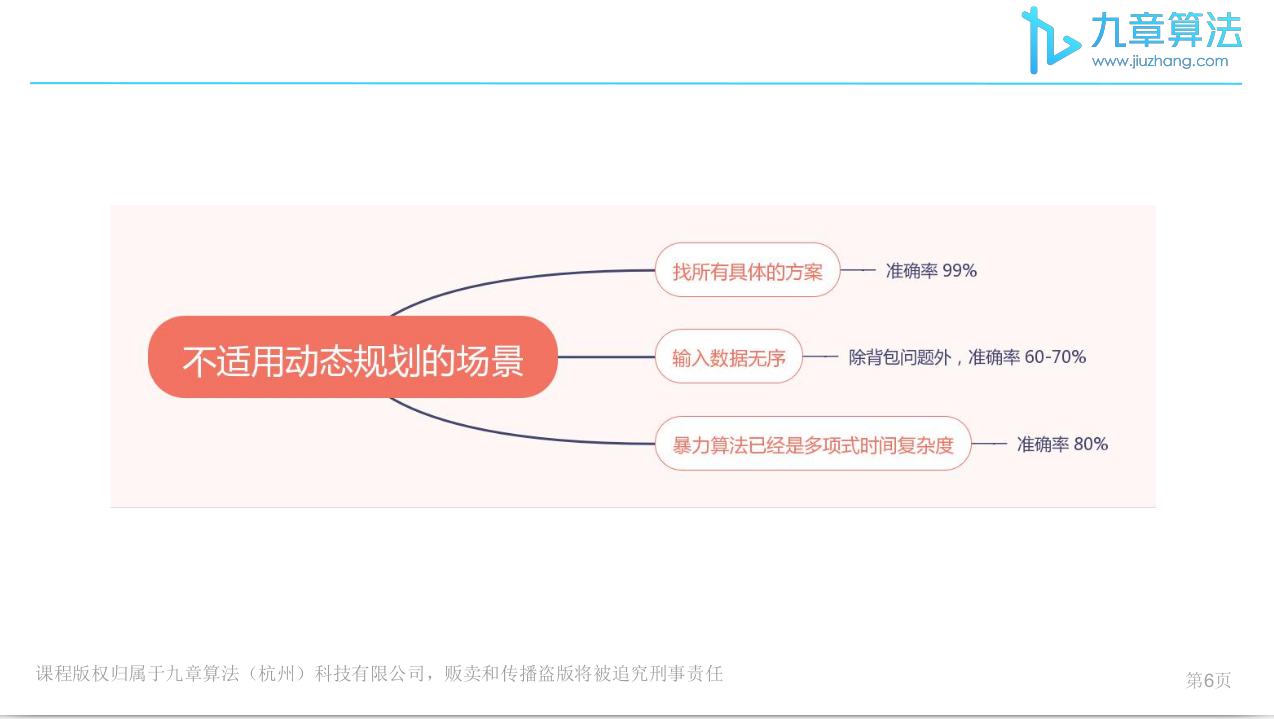 九章算法
www.jiuzhang.com
找所有具体的方案 准确率 99%
不适用动态规划的场景 输入数据无序 除背包问题外，准确率 60-70%
暴力算法已经是多项式时间复杂度 准确率 80%
课程版权归属于九章算法（杭州）科技有限公司，贩卖和传播盗版将被追究刑事责任
第6页